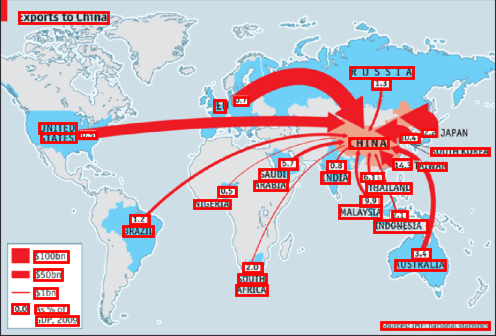 Exports to China
RUSSIA
1.3
EU
0.7
UNITED
STATES
0.5
2.2
JAPAN
10.4
CHINA
SOUTH KOREA
14.3
TAIWAN
5.7
SAUDI
ARABIA
0.8
INDIA
6.1
THAILAND
0.5
NIGERIA
9.9
MALAYSIA
INDONESIA
1.2
BRAZIL
3.4
AUSTRALIA
2.0
SOUTH
AFRICA
$100bn
$50bn
$1bn
0.0
As % of
GDP, 2009
Sources: IMF; national statistics